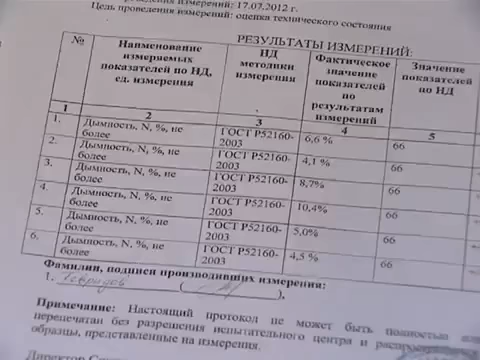 проведения измерений: 17.07.2012 г.
Цель проведения измерений: оценка технического состояния
РЕЗУЛЬТАТЫ ИЗМЕРЕНИЙ:
№ Наименование измеряемых показателей по НД, ед. измерения НД методики измерения Фактическое значение показателей по результатам измерений Значение показателей по НД
1 2 3 4 5
1. Дымность, N, %, не более ГОСТ Р52160-2003 6,6 % 66
2. Дымность, N, %, не более ГОСТ Р52160-2003 4,1 % 66
3. Дымность, N, %, не более ГОСТ Р52160-2003 8,7% 66
4. Дымность, N, %, не более ГОСТ Р52160-2003 10,4% 66
5. Дымность, N, %, не более ГОСТ Р52160-2003 5,0% 66
6. Дымность, N, %, не более ГОСТ Р52160-2003 4,5 % 66
Фамилии, подписи производивших измерения:
1. ( ),
Примечание: Настоящий протокол не может быть полностью или
перепечатан без разрешения испытательного центра и
образцы, представленные на измерения.
Директор